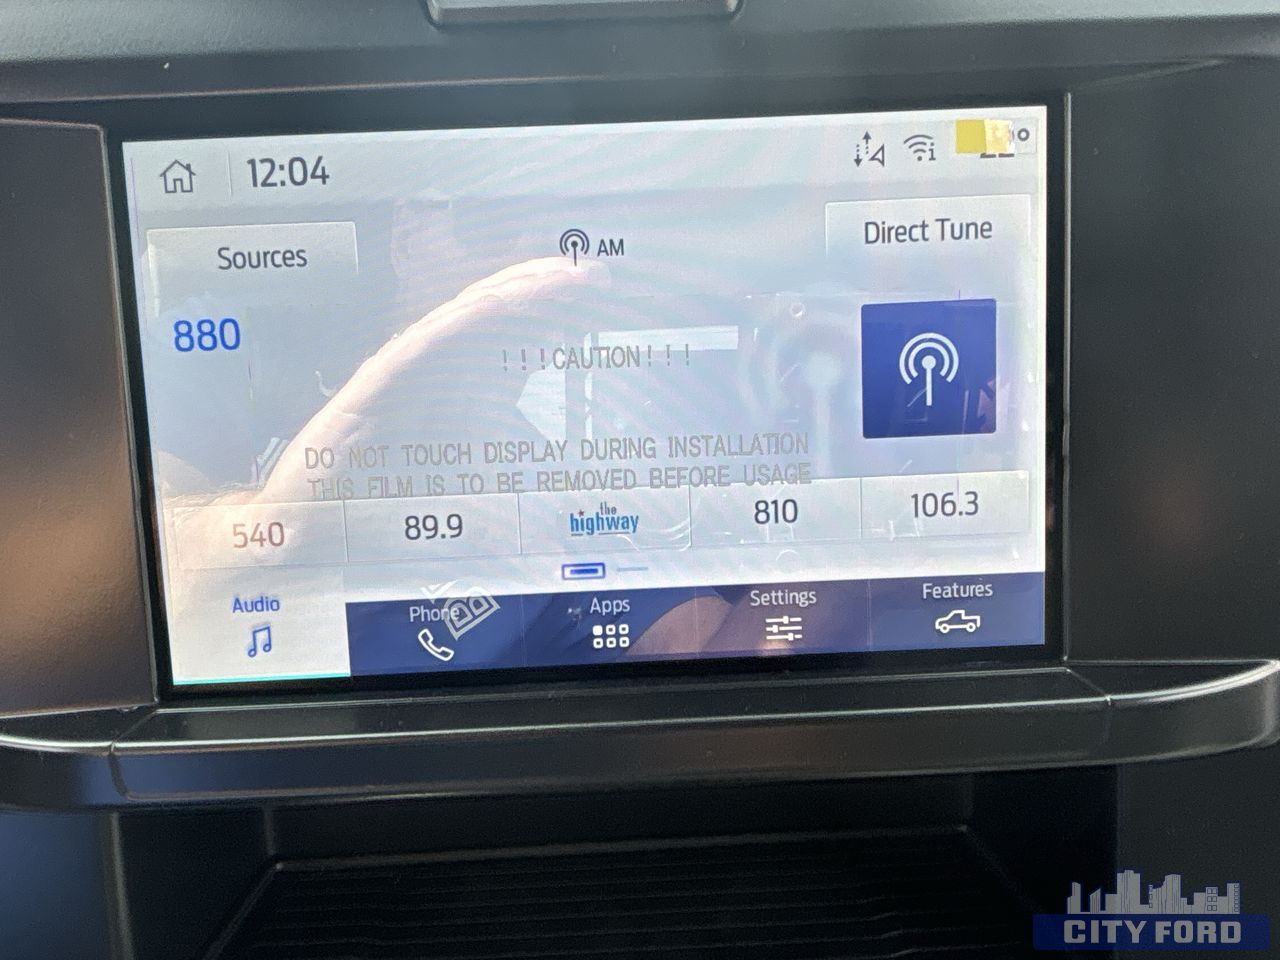 12:04
Sources
AM
Direct Tune
880
! ! ! CAUTION ! ! !
DO NOT TOUCH DISPLAY DURING INSTALLATION
THIS FILM IS TO BE REMOVED BEFORE USAGE
540
89.9
the
highway
810
106.3
Audio
Phone
Apps
Settings
Features
CITY FORD